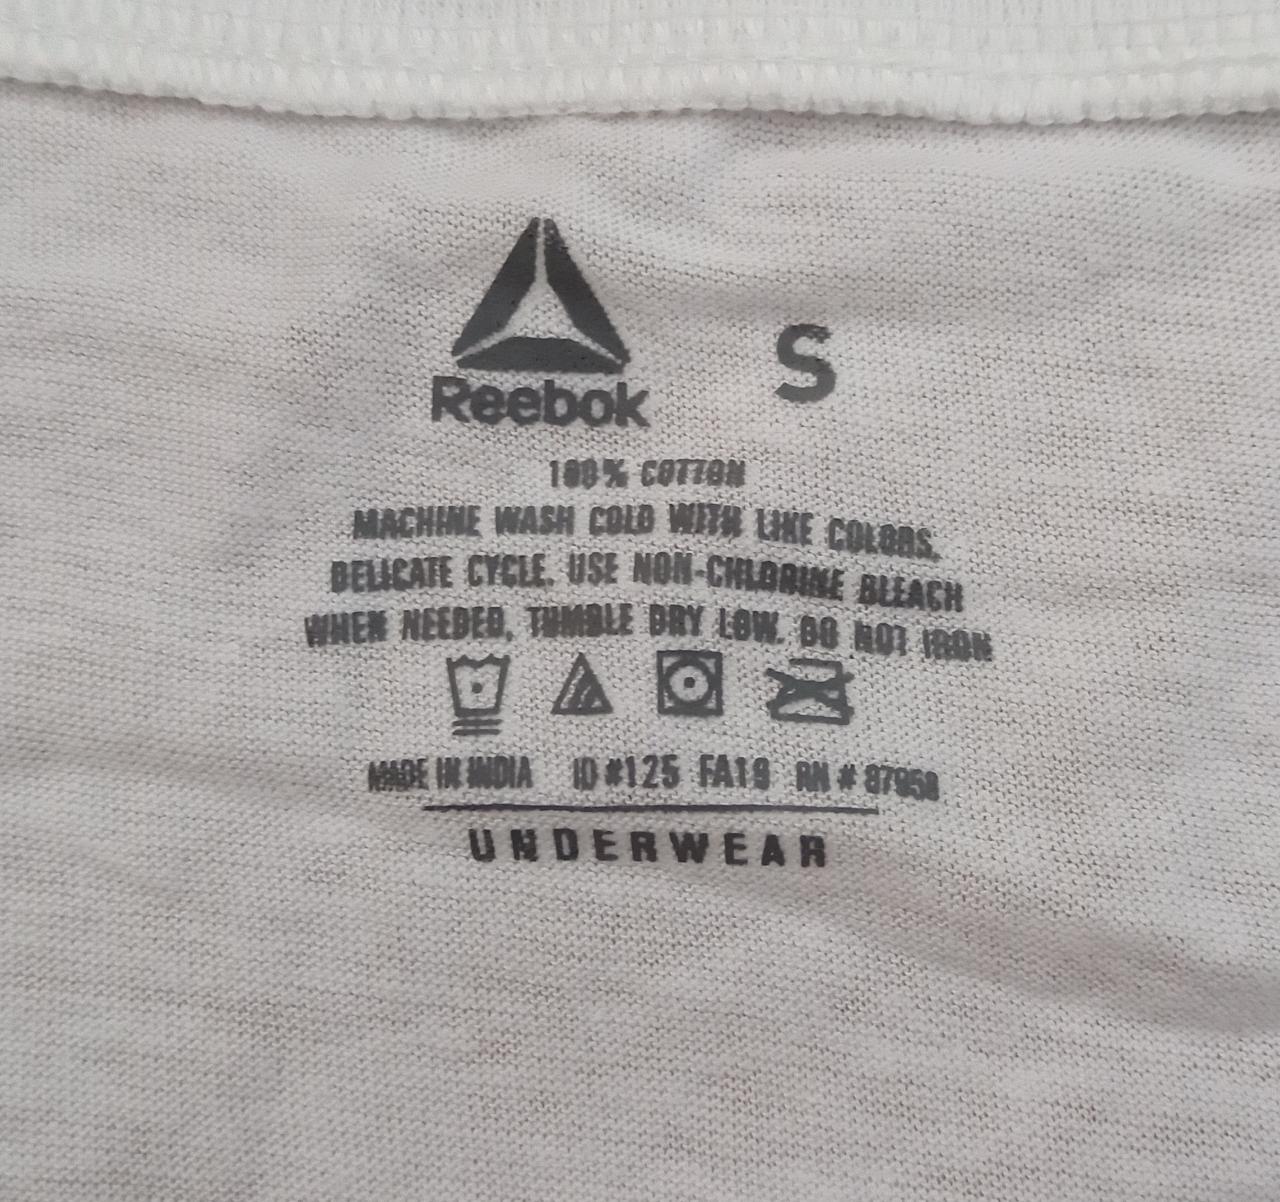 Reebok S
100% COTTON
MACHINE WASH COLD WITH LIKE COLORS.
DELICATE CYCLE. USE NON-CHLORINE BLEACH
WHEN NEEDED. TUMBLE DRY LOW. DO NOT IRON
MADE IN INDIA ID #125 FA19 RN # 87958
UNDERWEAR